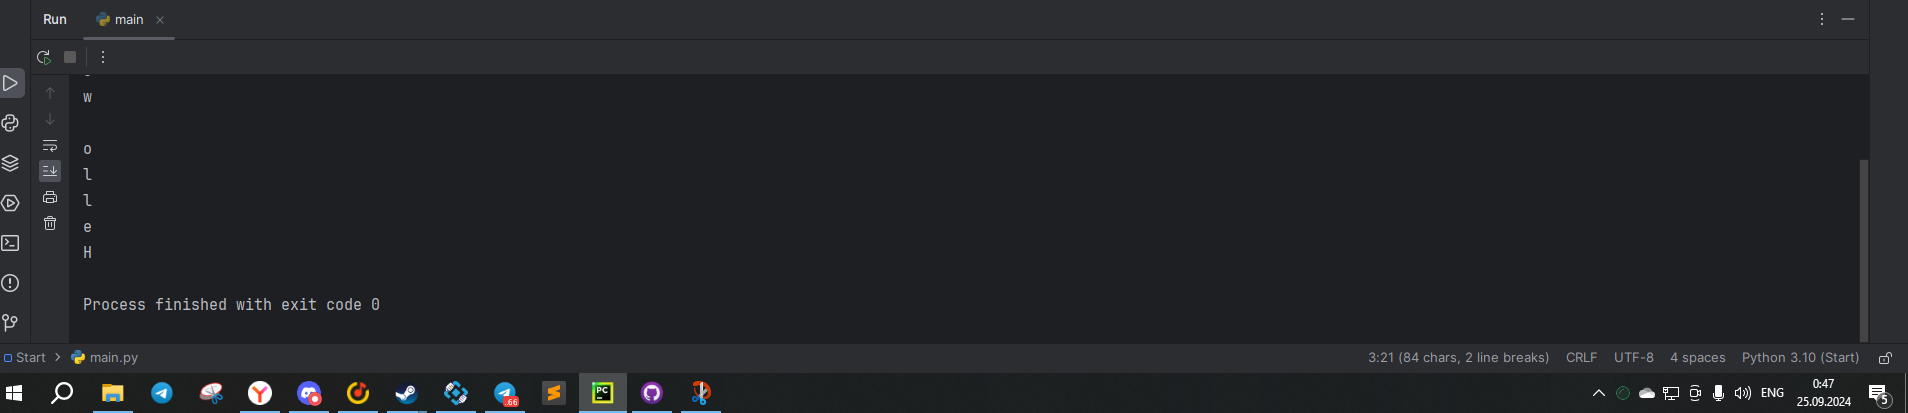 Run main
w
o
l
l
e
H
Process finished with exit code 0
Start main.py 3:21 (84 chars, 2 line breaks) CRLF UTF-8 4 spaces Python 3.10 (Start)
PC .66 ENG 0:47
25.09.2024 5